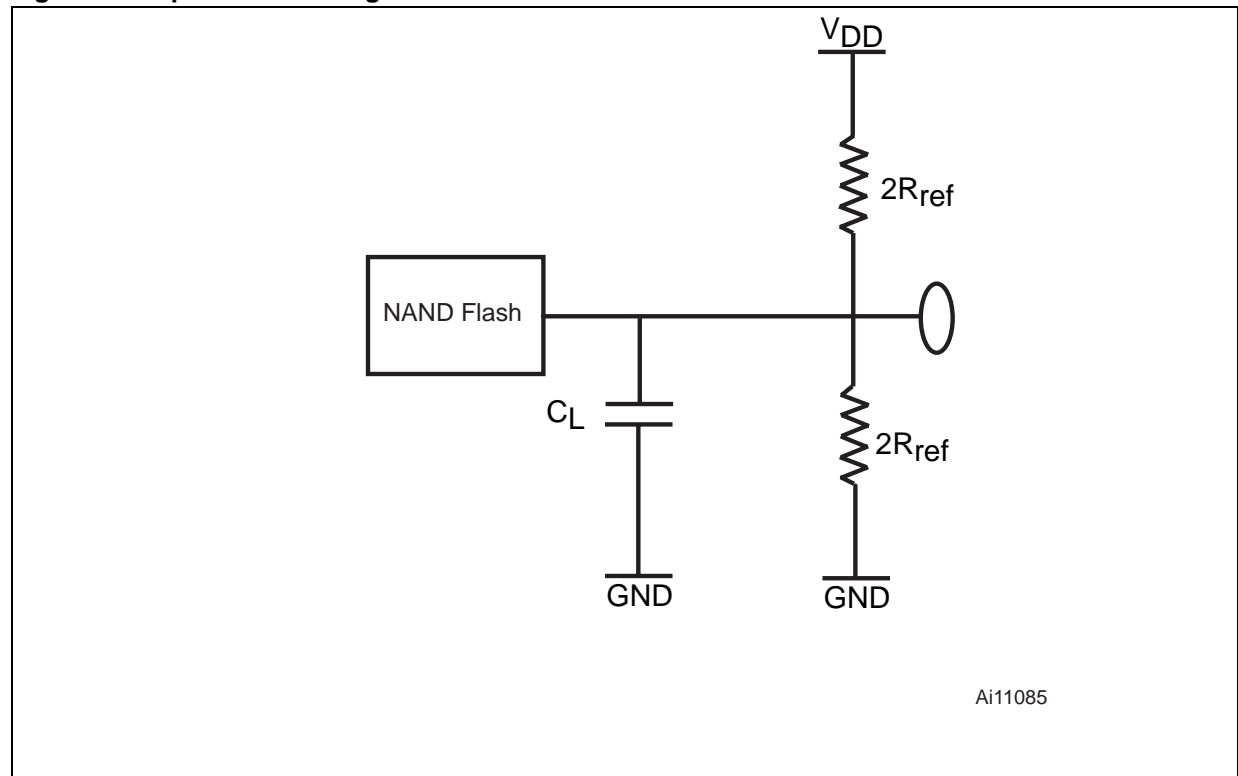 VDD
2Rref
NAND Flash
CL
2Rref
GND
GND
Ai11085